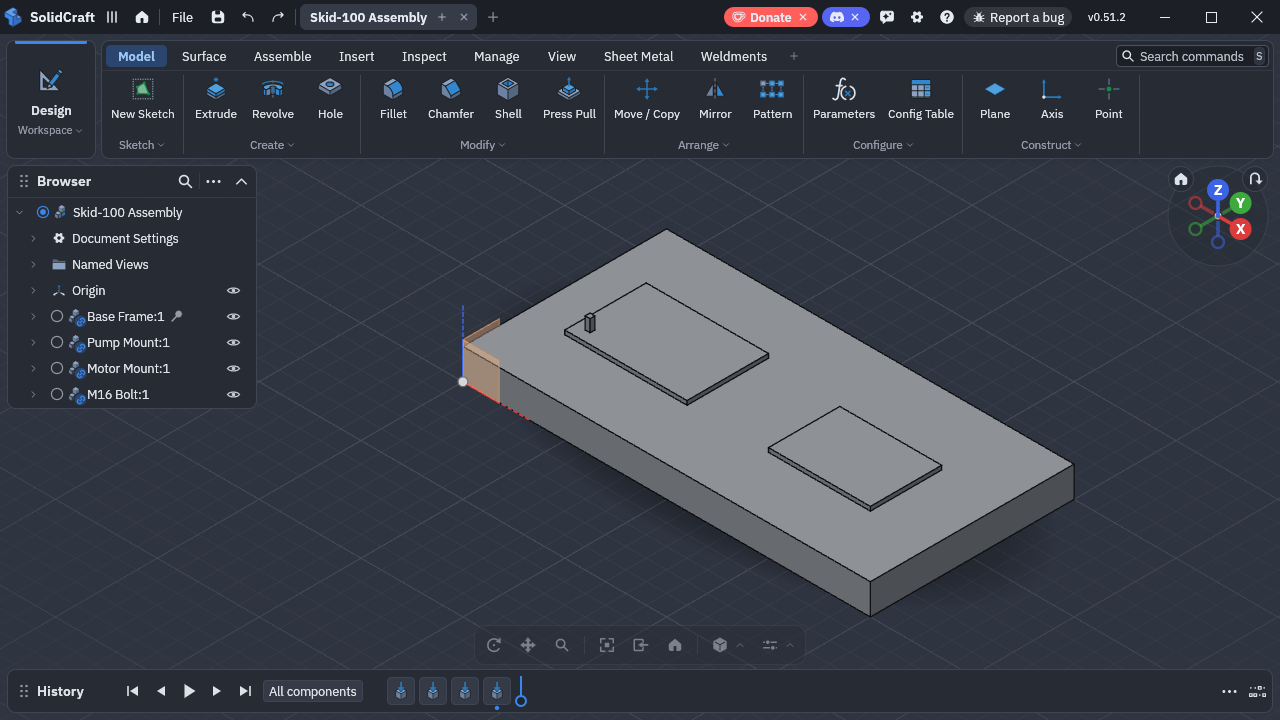 SolidCraft
File
Skid-100 Assembly
Donate
Report a bug
v0.51.2
Design
Workspace
Model
Surface
Assemble
Insert
Inspect
Manage
View
Sheet Metal
Weldments
Search commands
S
New Sketch
Extrude
Revolve
Hole
Fillet
Chamfer
Shell
Press Pull
Move / Copy
Mirror
Pattern
Parameters
Config Table
Plane
Axis
Point
Sketch
Create
Modify
Arrange
Configure
Construct
Browser
Skid-100 Assembly
Document Settings
Named Views
Origin
Base Frame:1
Pump Mount:1
Motor Mount:1
M16 Bolt:1
Z
Y
X
History
All components